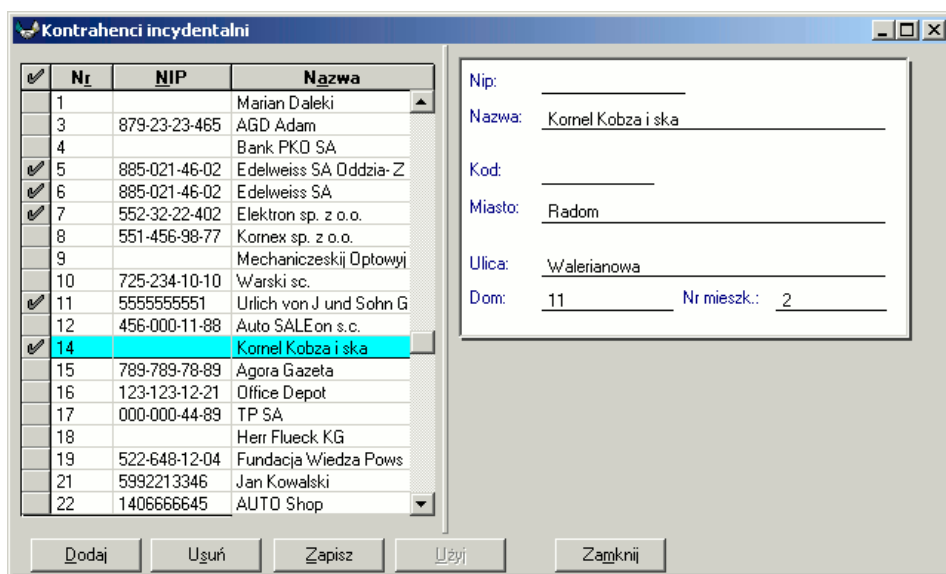 Kontrahenci incydentalni
Nr NIP Nazwa
1 Marian Daleki
3 879-23-23-465 AGD Adam
4 Bank PKO SA
5 885-021-46-02 Edelweiss SA Oddzia- Z
6 885-021-46-02 Edelweiss SA
7 552-32-22-402 Elektron sp. z o.o.
8 551-456-98-77 Kornex sp. z o.o.
9 Mechaniczeskij Optowyj
10 725-234-10-10 Warski sc.
11 5555555551 Urlich von J und Sohn G
12 456-000-11-88 Auto SALEon s.c.
14 Kornel Kobza i ska
15 789-789-78-89 Agora Gazeta
16 123-123-12-21 Office Depot
17 000-000-44-89 TP SA
18 Herr Flueck KG
19 522-648-12-04 Fundacja Wiedza Pows
21 5992213346 Jan Kowalski
22 1406666645 AUTO Shop
Nip:
Nazwa: Kornel Kobza i ska
Kod:
Miasto: Radom
Ulica: Walerianowa
Dom: 11 Nr mieszk.: 2
Dodaj Usuń Zapisz Użyj Zamknij